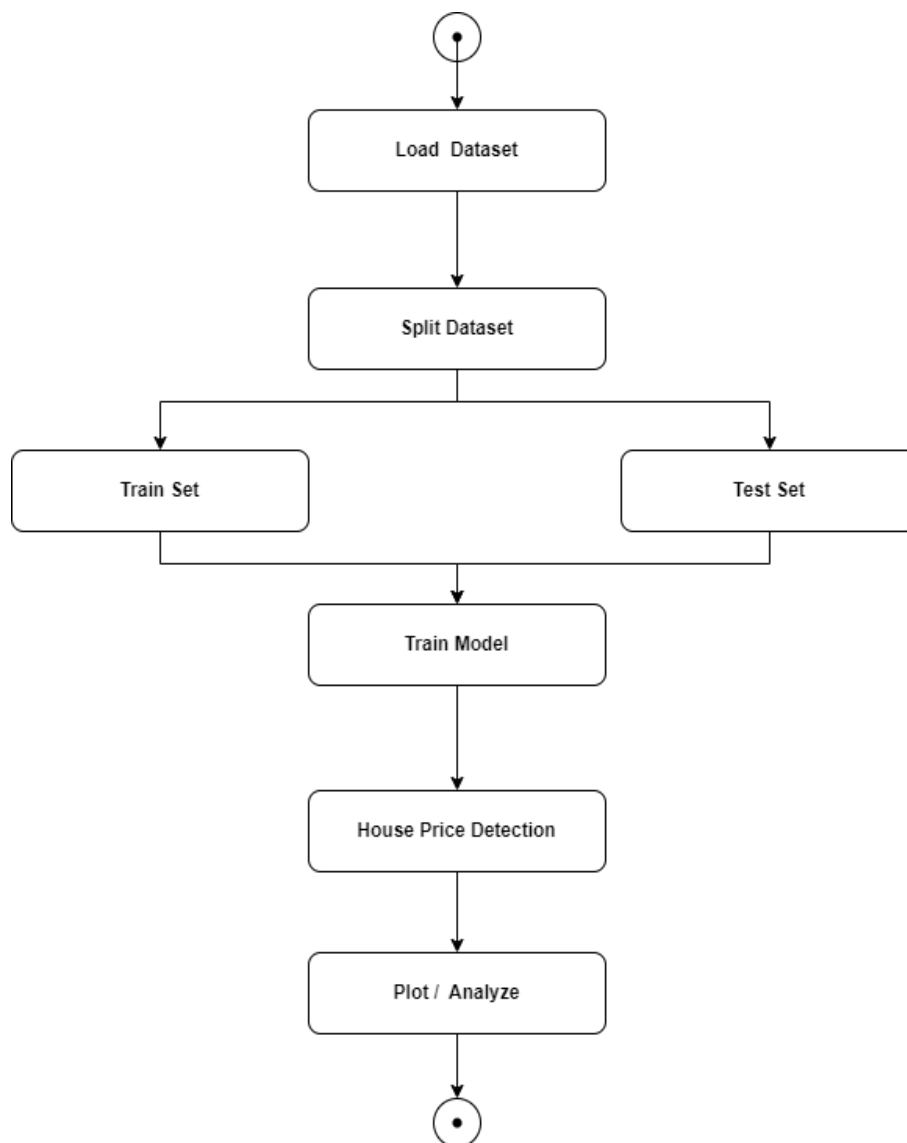 Load Dataset
Split Dataset
Train Set
Test Set
Train Model
House Price Detection
Plot / Analyze